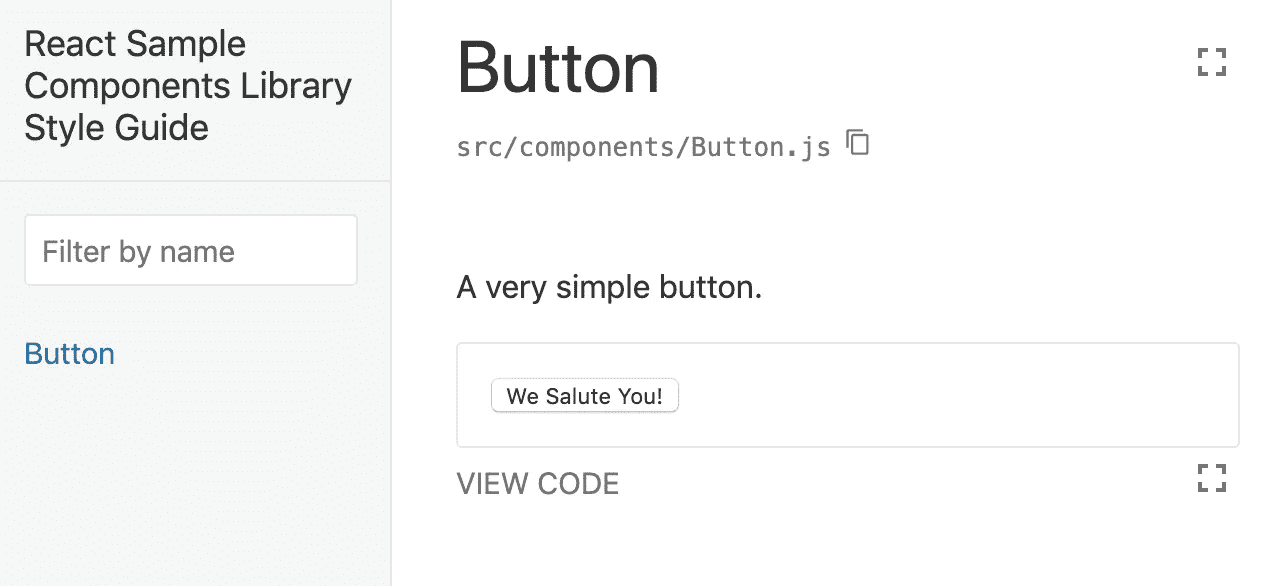 React Sample
Components Library
Style Guide
Filter by name
Button
Button
src/components/Button.js
A very simple button.
We Salute You!
VIEW CODE